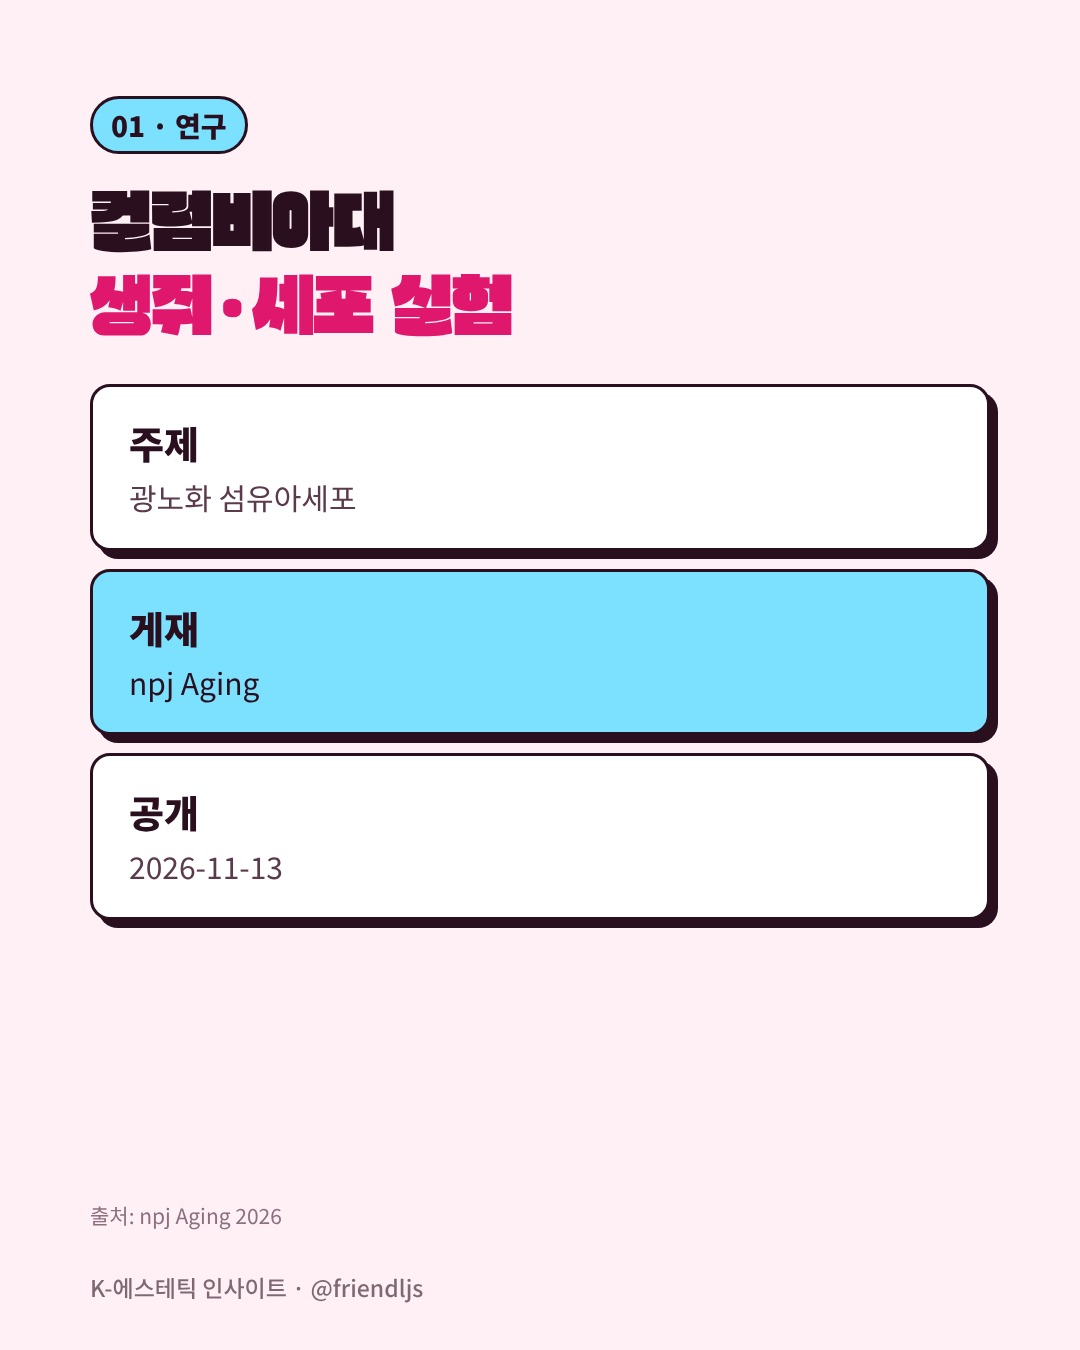 01 · 연구
컬럼비아대
생쥐·세포 실험
주제
광노화 섬유아세포
게재
npj Aging
공개
2026-11-13
출처: npj Aging 2026
K-에스테틱 인사이트 · @friendljs